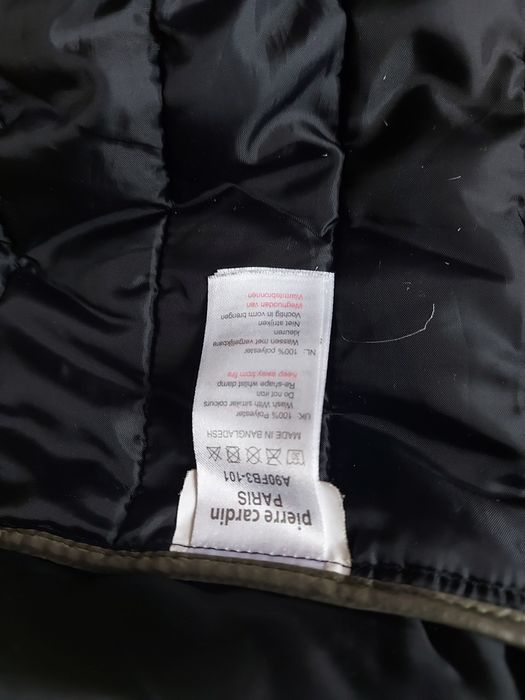 pierre cardin
PARIS
A90FB3-101
30
MADE IN BANGLADESH
UK: 100% Polyester
Wash With similar colours
Do not iron
Re-shape whilst damp
Keep away from fire
NL: 100% polyester
Wassen met vergelijkbare
kleuren
Niet strijken
Vochtig in vorm brengen
Weghouden van
Warmtebronnen